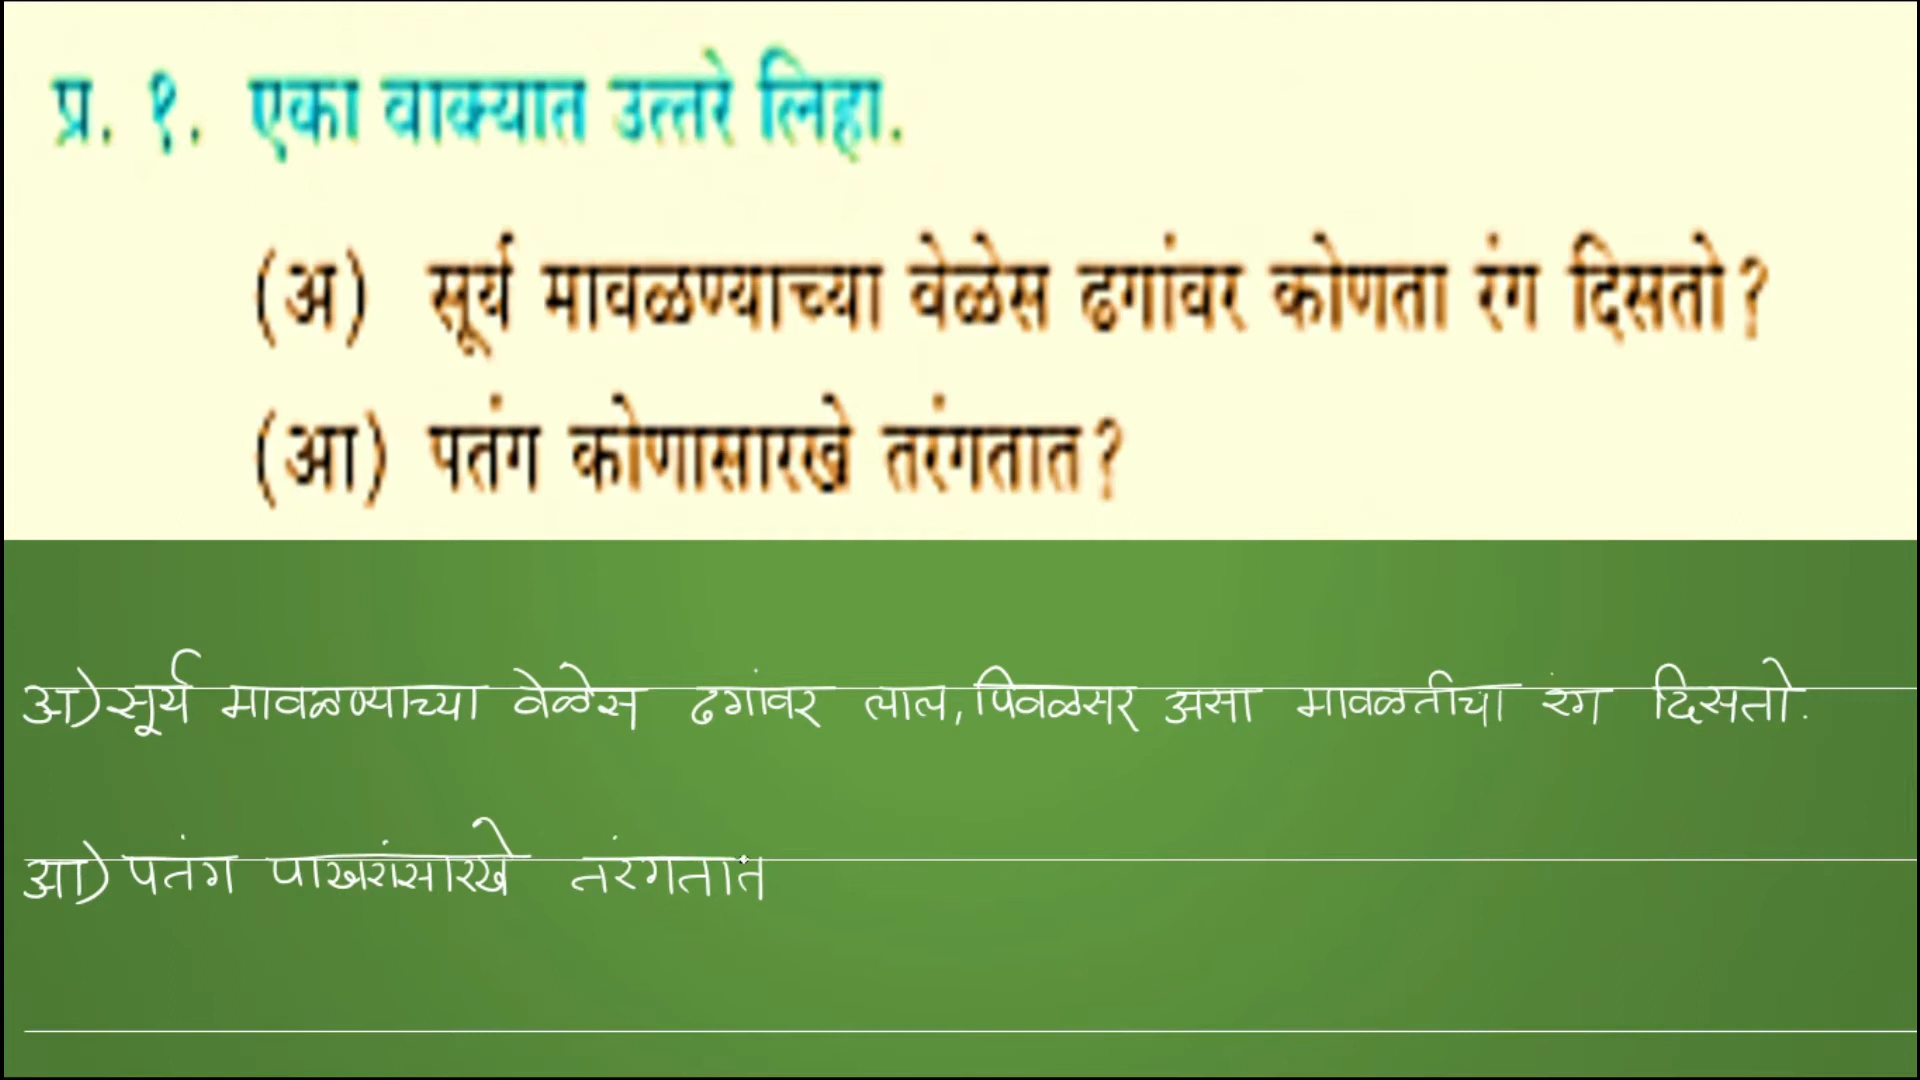 प्र. १. एका वाक्यात उत्तरे लिहा.
(अ) सूर्य मावळण्याच्या वेळेस ढगांवर कोणता रंग दिसतो?
(आ) पतंग कोणासारखे तरंगतात?
अ) सूर्य मावळण्याच्या वेळेस ढगांवर लाल, पिवळसर असा मावळतीचा रंग दिसतो.
आ) पतंग पाखरांसारखे तरंगतात